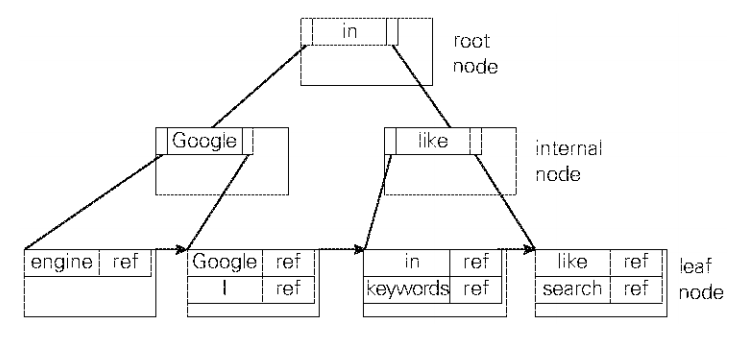 in
root
node
Google
like
internal
node
engine ref
Google ref
in ref
like ref
leaf
I ref
keywords ref
search ref
node